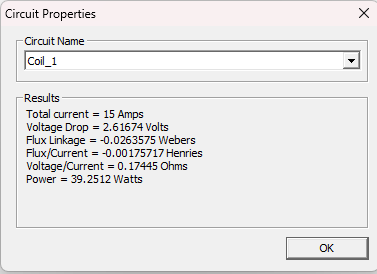 Circuit Properties
Circuit Name
Coil_1
Results
Total current = 15 Amps
Voltage Drop = 2.61674 Volts
Flux Linkage = -0.0263575 Webers
Flux/Current = -0.00175717 Henries
Voltage/Current = 0.17445 Ohms
Power = 39.2512 Watts
OK